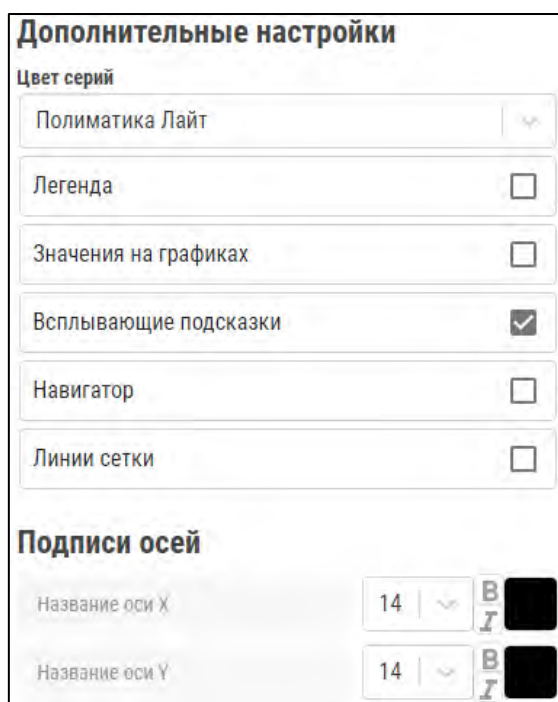 Дополнительные настройки
Цвет серий
Полиматика Лайт
Легенда
Значения на графиках
Всплывающие подсказки
Навигатор
Линии сетки
Подписи осей
Название оси X 14 B
I
Название оси Y 14 B
I